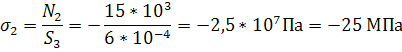 σ₂ = N₂/S₃ = −(15 * 10³)/(6 * 10⁻⁴) = −2,5 * 10⁷ Па = −25 МПа